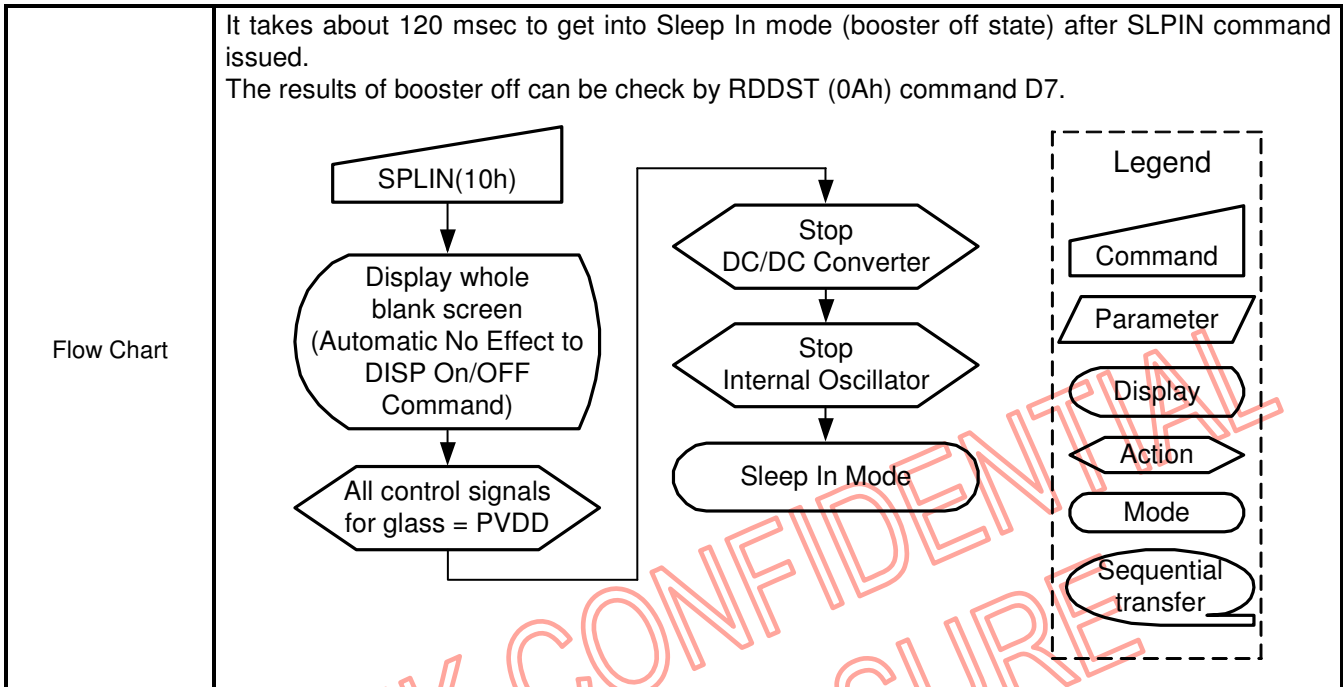 It takes about 120 msec to get into Sleep In mode (booster off state) after SLPIN command
issued.
The results of booster off can be check by RDDST (0Ah) command D7.
Flow Chart
SPLIN(10h)
Display whole
blank screen
(Automatic No Effect to
DISP On/OFF
Command)
All control signals
for glass = PVDD
Stop
DC/DC Converter
Stop
Internal Oscillator
Sleep In Mode
Legend
Command
Parameter
Display
Action
Mode
Sequential
transfer
CONFIDENTIAL